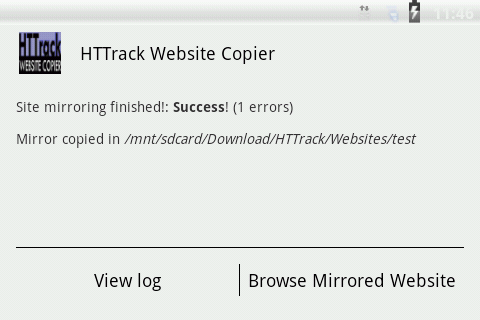 11:46
HTTrack
WEBSITE COPIER
HTTrack Website Copier
Site mirroring finished!: Success! (1 errors)
Mirror copied in /mnt/sdcard/Download/HTTrack/Websites/test
View log
Browse Mirrored Website